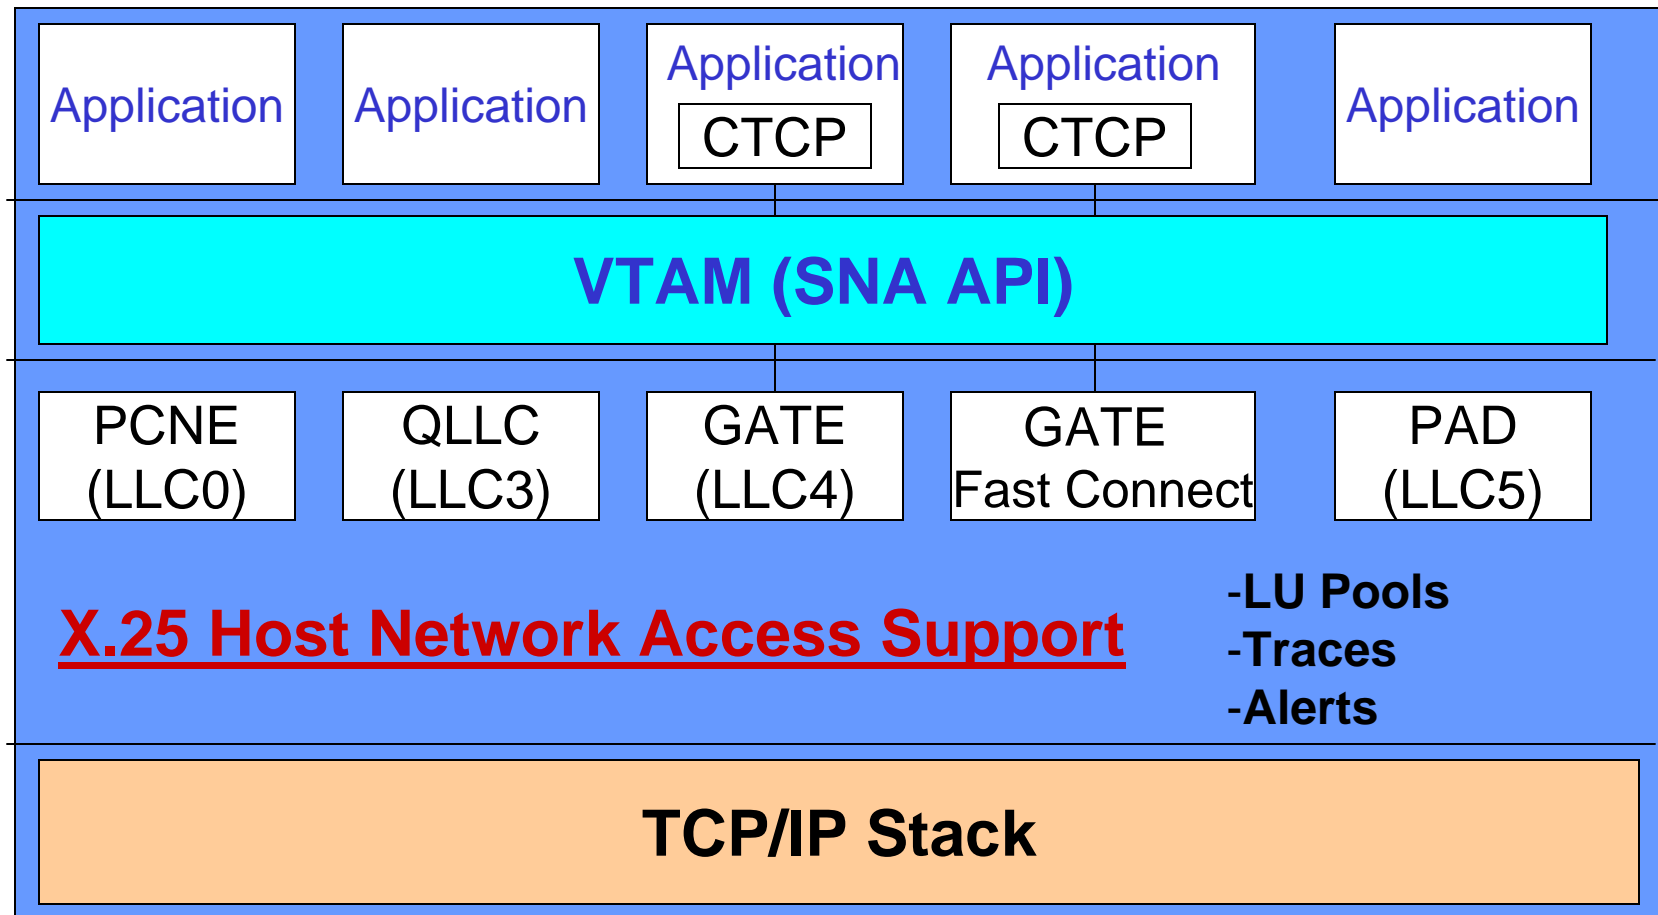 Application
Application
Application
CTCP
Application
CTCP
Application
VTAM (SNA API)
PCNE
(LLC0)
QLLC
(LLC3)
GATE
(LLC4)
GATE
Fast Connect
PAD
(LLC5)
X.25 Host Network Access Support
-LU Pools
-Traces
-Alerts
TCP/IP Stack